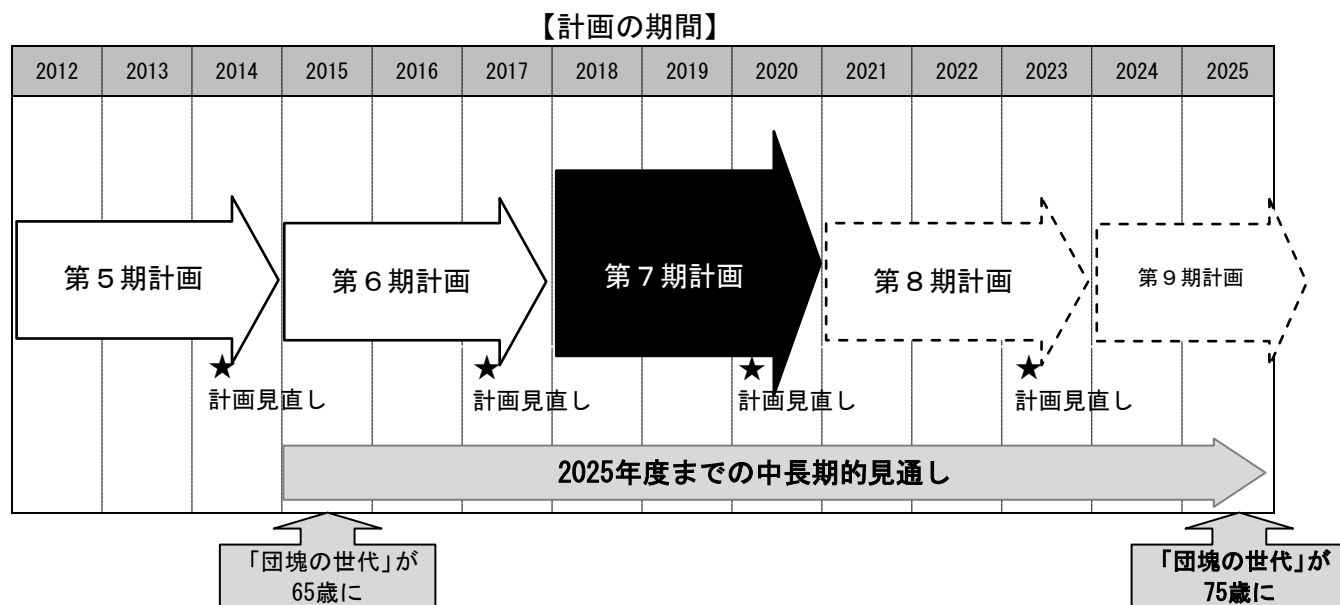 【計画の期間】
2012 2013 2014 2015 2016 2017 2018 2019 2020 2021 2022 2023 2024 2025
第５期計画 第６期計画 第７期計画 第８期計画 第９期計画
★ ★ ★ ★
計画見直し 計画見直し 計画見直し 計画見直し
2025年度までの中長期的見通し
「団塊の世代」が
65歳に
「団塊の世代」が
75歳に